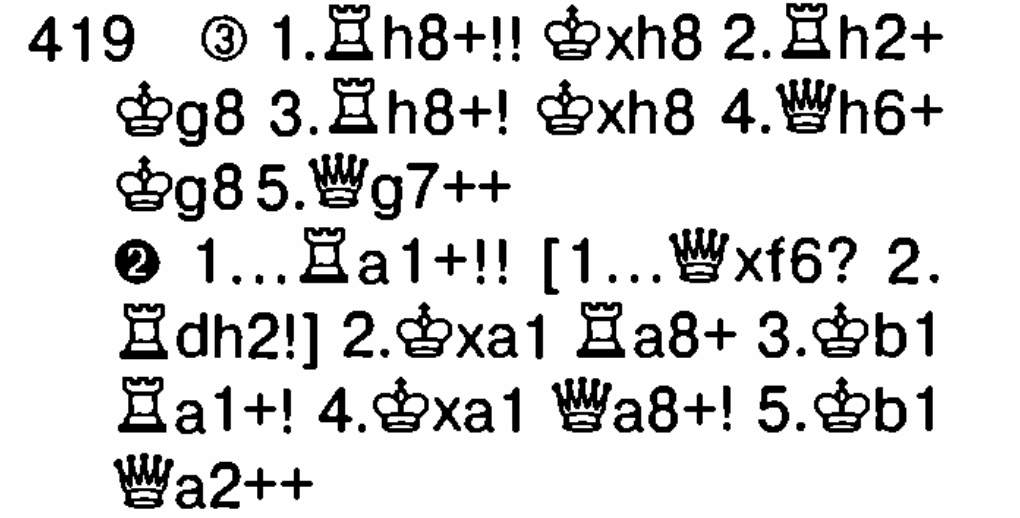 419 ③ 1.♖h8+!! ♔xh8 2.♖h2+
♔g8 3.♖h8+! ♔xh8 4.♕h6+
♔g8 5.♕g7++
❷ 1...♖a1+!! [1...♕xf6? 2.
♖dh2!] 2.♔xa1 ♖a8+ 3.♔b1
♖a1+! 4.♔xa1 ♕a8+! 5.♔b1
♕a2++